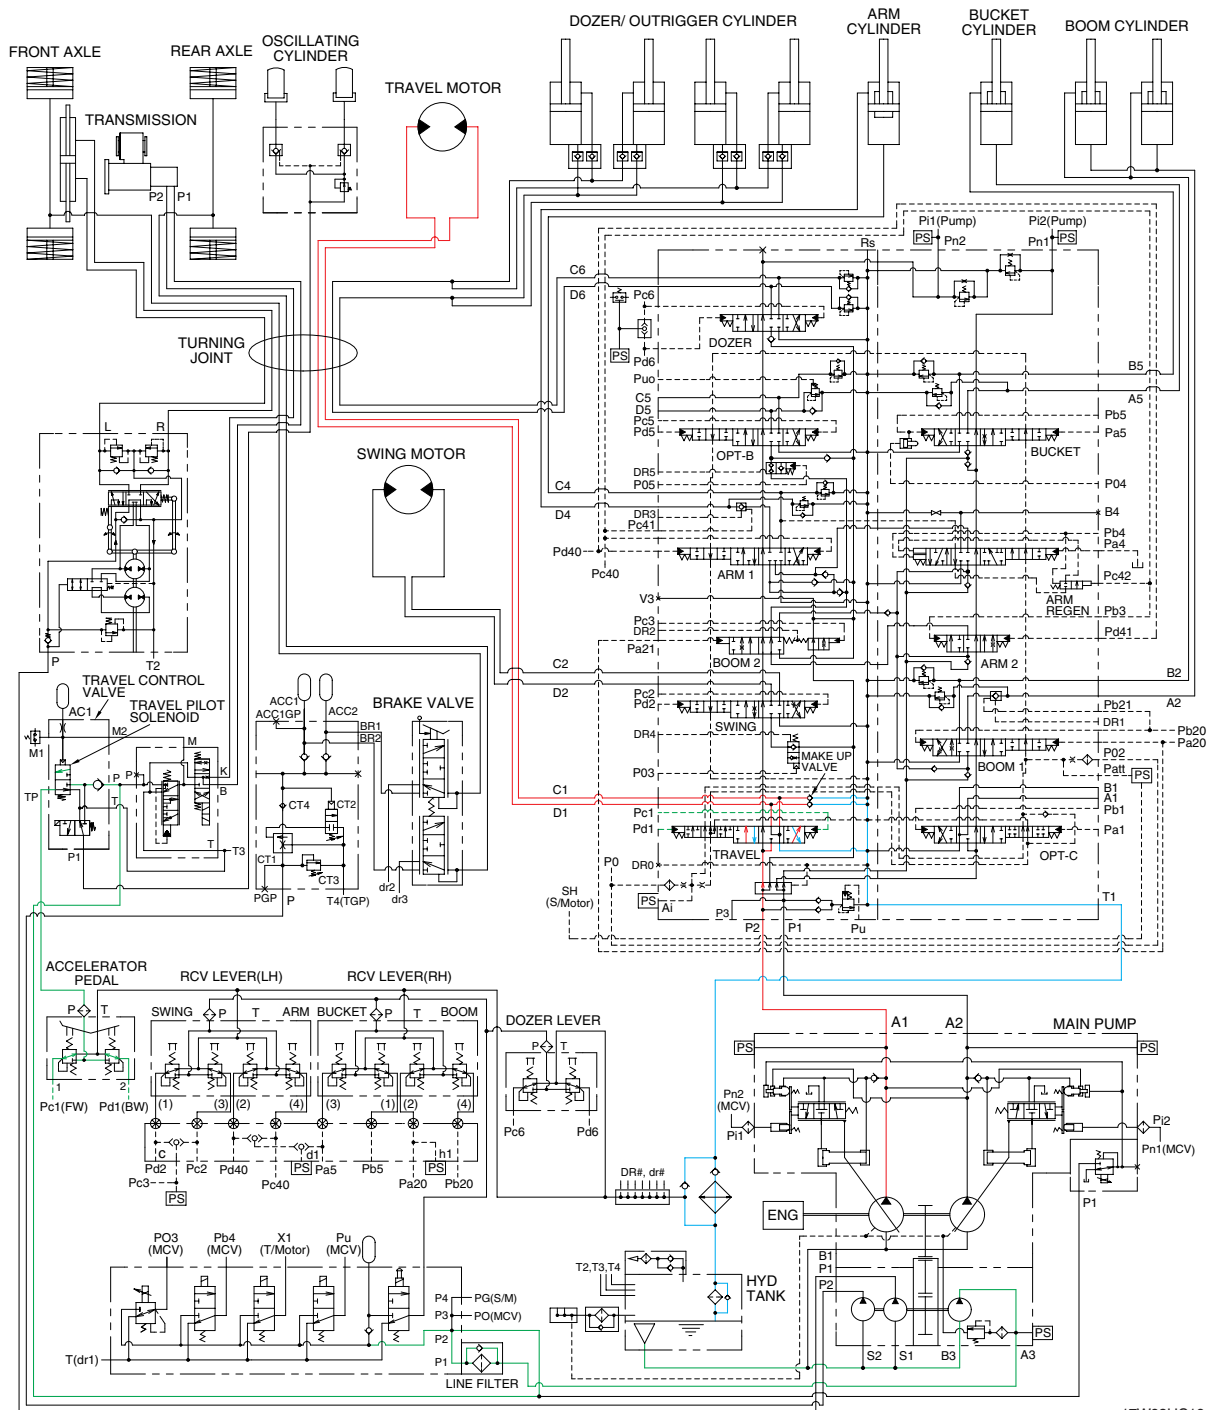 DOZER/ OUTRIGGER CYLINDER
ARM
CYLINDER
BUCKET
CYLINDER
BOOM CYLINDER
FRONT AXLE
REAR AXLE
OSCILLATING
CYLINDER
TRAVEL MOTOR
TRANSMISSION
P2
P1
TURNING
JOINT
Pi1(Pump)
PS
Pn2
Pi2(Pump)
Pn1
PS
Rs
C6
D6
Pc6
PS
Pd6
DOZER
Puo
C5
D5
Pc5
Pd5
OPT-B
B5
A5
Pb5
Pa5
BUCKET
DR5
P05
P04
C4
D4
DR3
Pc41
B4
Pb4
Pa4
Pd40
Pc40
ARM 1
Pc42
ARM
REGEN
Pb3
V3
Pc3
DR2
Pa21
BOOM 2
Pd41
ARM 2
C2
D2
Pc2
Pd2
SWING
B2
A2
Pb21
DR1
Pb20
Pa20
DR4
P03
MAKE UP
VALVE
BOOM 1
P02
Patt
PS
C1
D1
Pc1
Pd1
TRAVEL
B1
A1
Pb1
Pa1
OPT-C
P0
DR0
SH
(S/Motor)
PS
Ai
P3
P2
P1
Pu
T1
SWING MOTOR
L
R
P
T2
TRAVEL CONTROL
VALVE
TRAVEL PILOT
SOLENOID
AC1
M1
M2
M
K
B
P
P
TP
T
T
T3
P1
ACC1
ACC1GP
ACC2
BR1
BR2
CT4
CT2
CT1
CT3
PGP
P
T4(TGP)
BRAKE VALVE
dr2
dr3
ACCELERATOR
PEDAL
P
T
1
2
Pc1(FW)
Pd1(BW)
RCV LEVER(LH)
RCV LEVER(RH)
SWING
P
T
ARM
BUCKET
P
T
BOOM
(1)
(3)
(2)
(4)
(3)
(1)
(2)
(4)
C
d1
h1
Pd2
Pc2
Pd40
Pc40
PS
Pa5
Pb5
Pa20
PS
Pb20
Pc3
PS
DOZER LEVER
P
T
Pc6
Pd6
A1
A2
MAIN PUMP
PS
PS
Pn2
(MCV)
Pi1
Pi2
Pn1(MCV)
P1
DR#, dr#
ENG
PO3
(MCV)
Pb4
(MCV)
X1
(T/Motor)
Pu
(MCV)
P4
PG(S/M)
P3
PO(MCV)
P2
P1
T(dr1)
LINE FILTER
T2,T3,T4
HYD
TANK
B1
P1
P2
PS
S2
S1
B3
A3